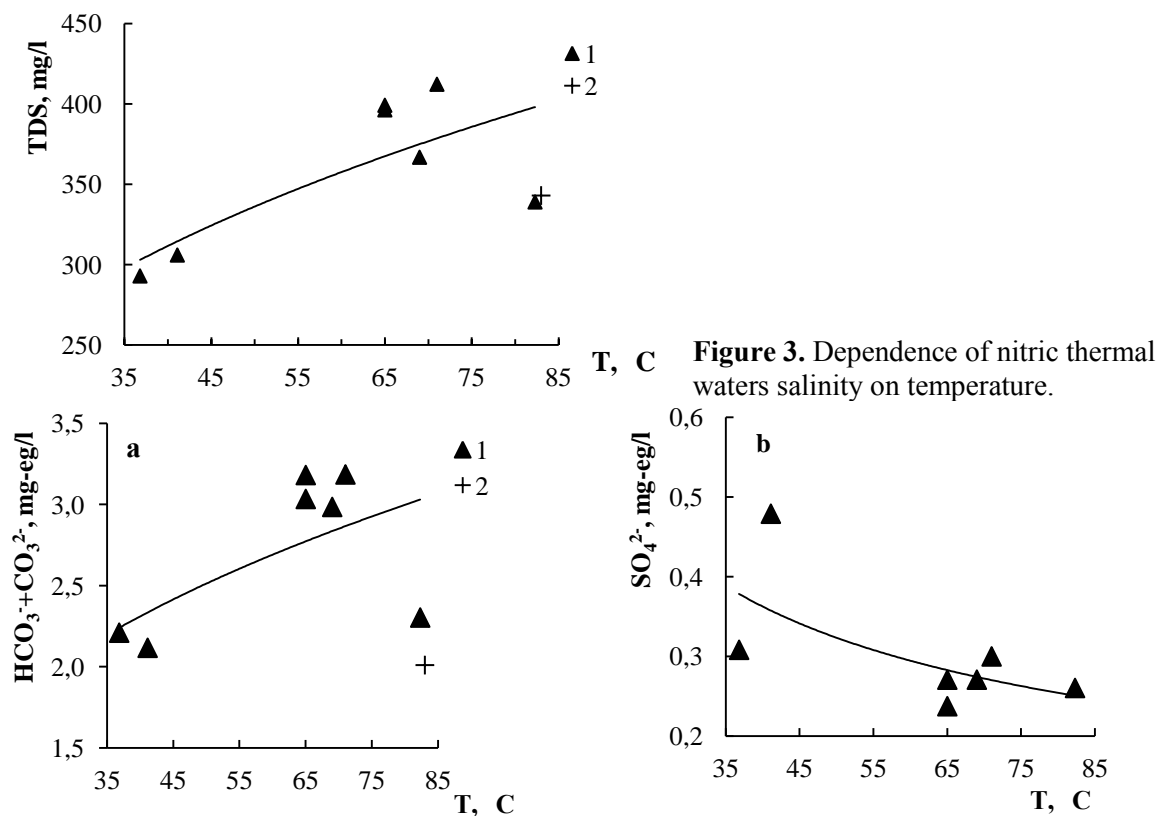 450
400
350
300
250
TDS, mg/l
1
2
35 45 55 65 75 85
T, C
Figure 3. Dependence of nitric thermal
waters salinity on temperature.
3,5
3,0
2,5
2,0
1,5
HCO₃⁻+CO₃²⁻, mg-eg/l
a
1
2
35 45 55 65 75 85
T, C
0,6
0,5
0,4
0,3
0,2
SO₄²⁻, mg-eg/l
b
35 45 55 65 75 85
T, C